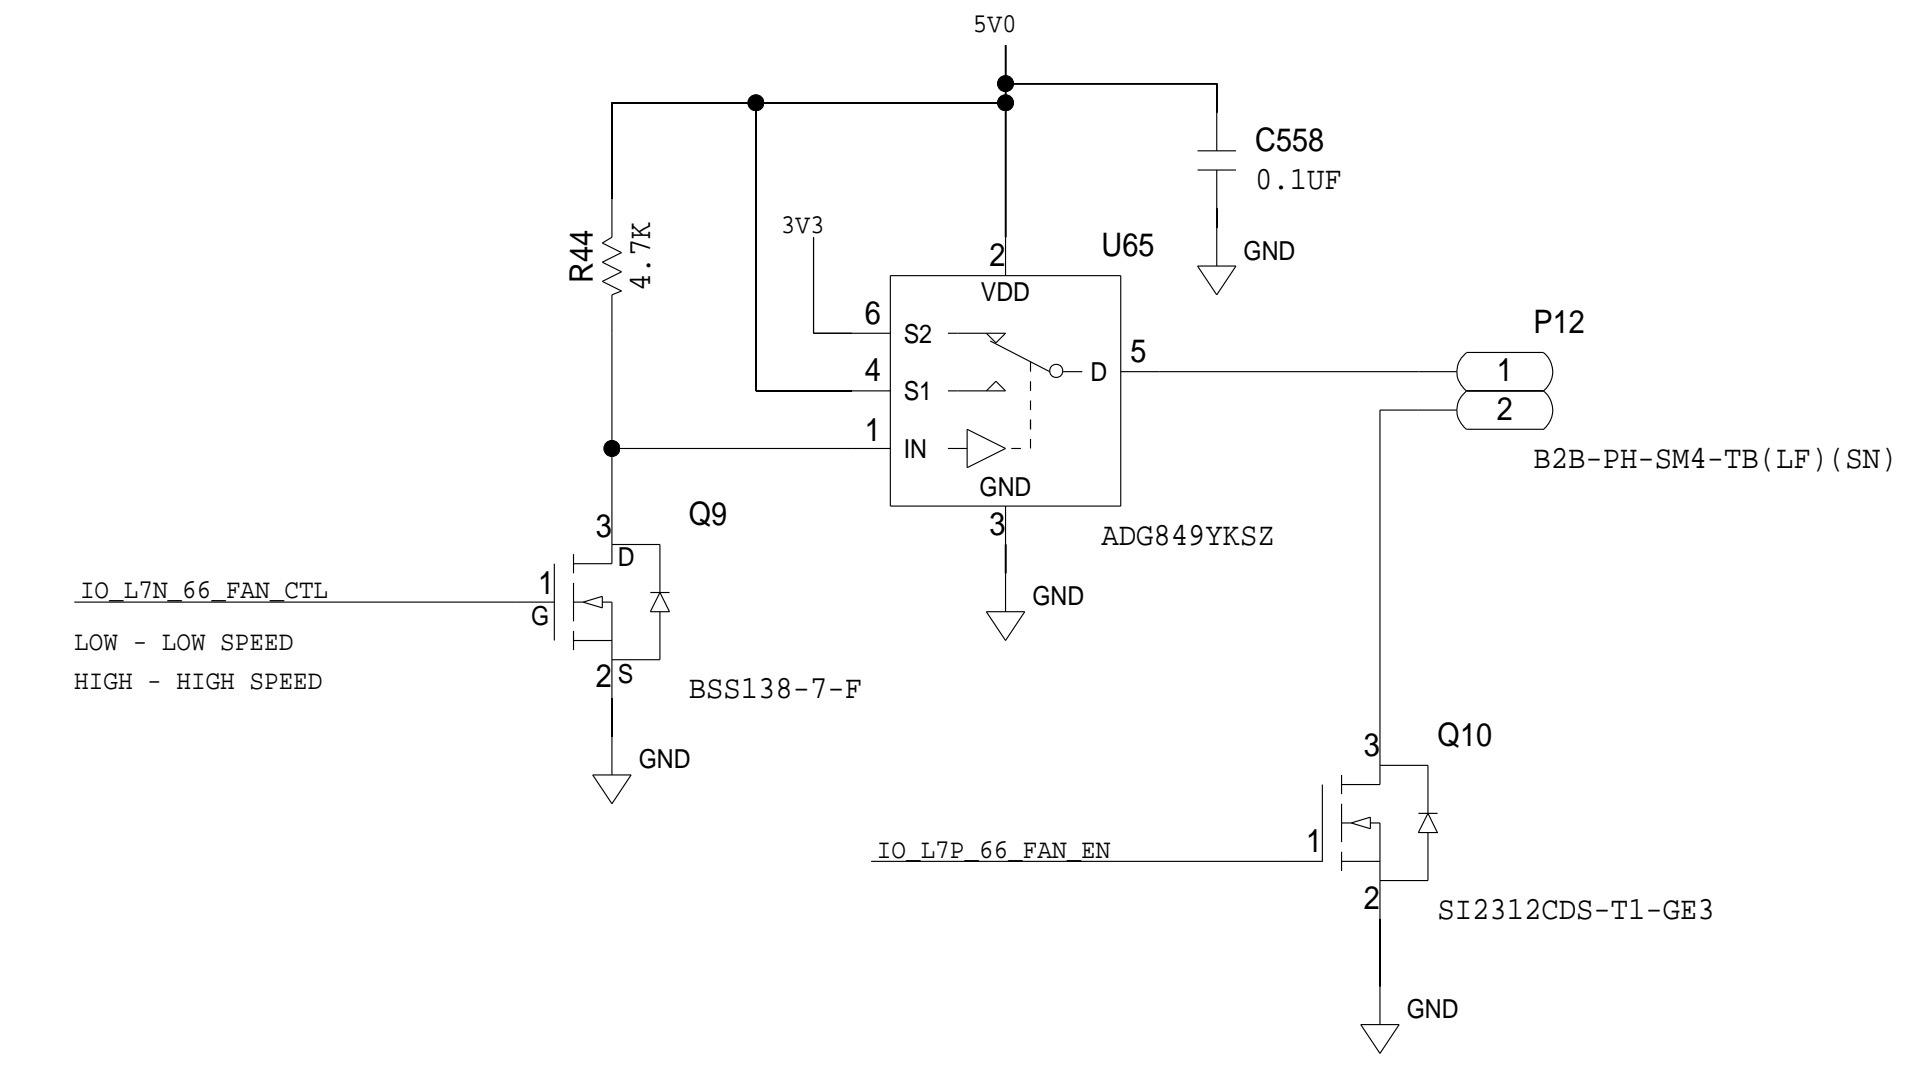 5V0
C558
0.1UF
GND
R44
4.7K
3V3
U65
2
VDD
6
S2
4
S1
1
IN
5
D
GND
3
ADG849YKSZ
GND
P12
1
2
B2B-PH-SM4-TB(LF)(SN)
Q9
3
D
1
G
2
S
BSS138-7-F
GND
IO_L7N_66_FAN_CTL
LOW - LOW SPEED
HIGH - HIGH SPEED
Q10
3
1
2
IO_L7P_66_FAN_EN
SI2312CDS-T1-GE3
GND